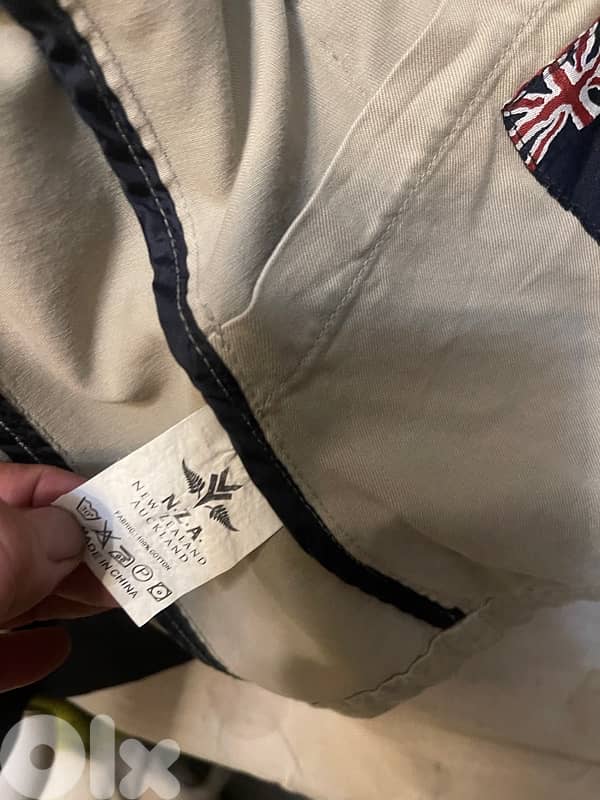 N.Z.A.
NEW ZEALAND
AUCKLAND
FABRIC: 100% COTTON
P
MADE IN CHINA
Olx